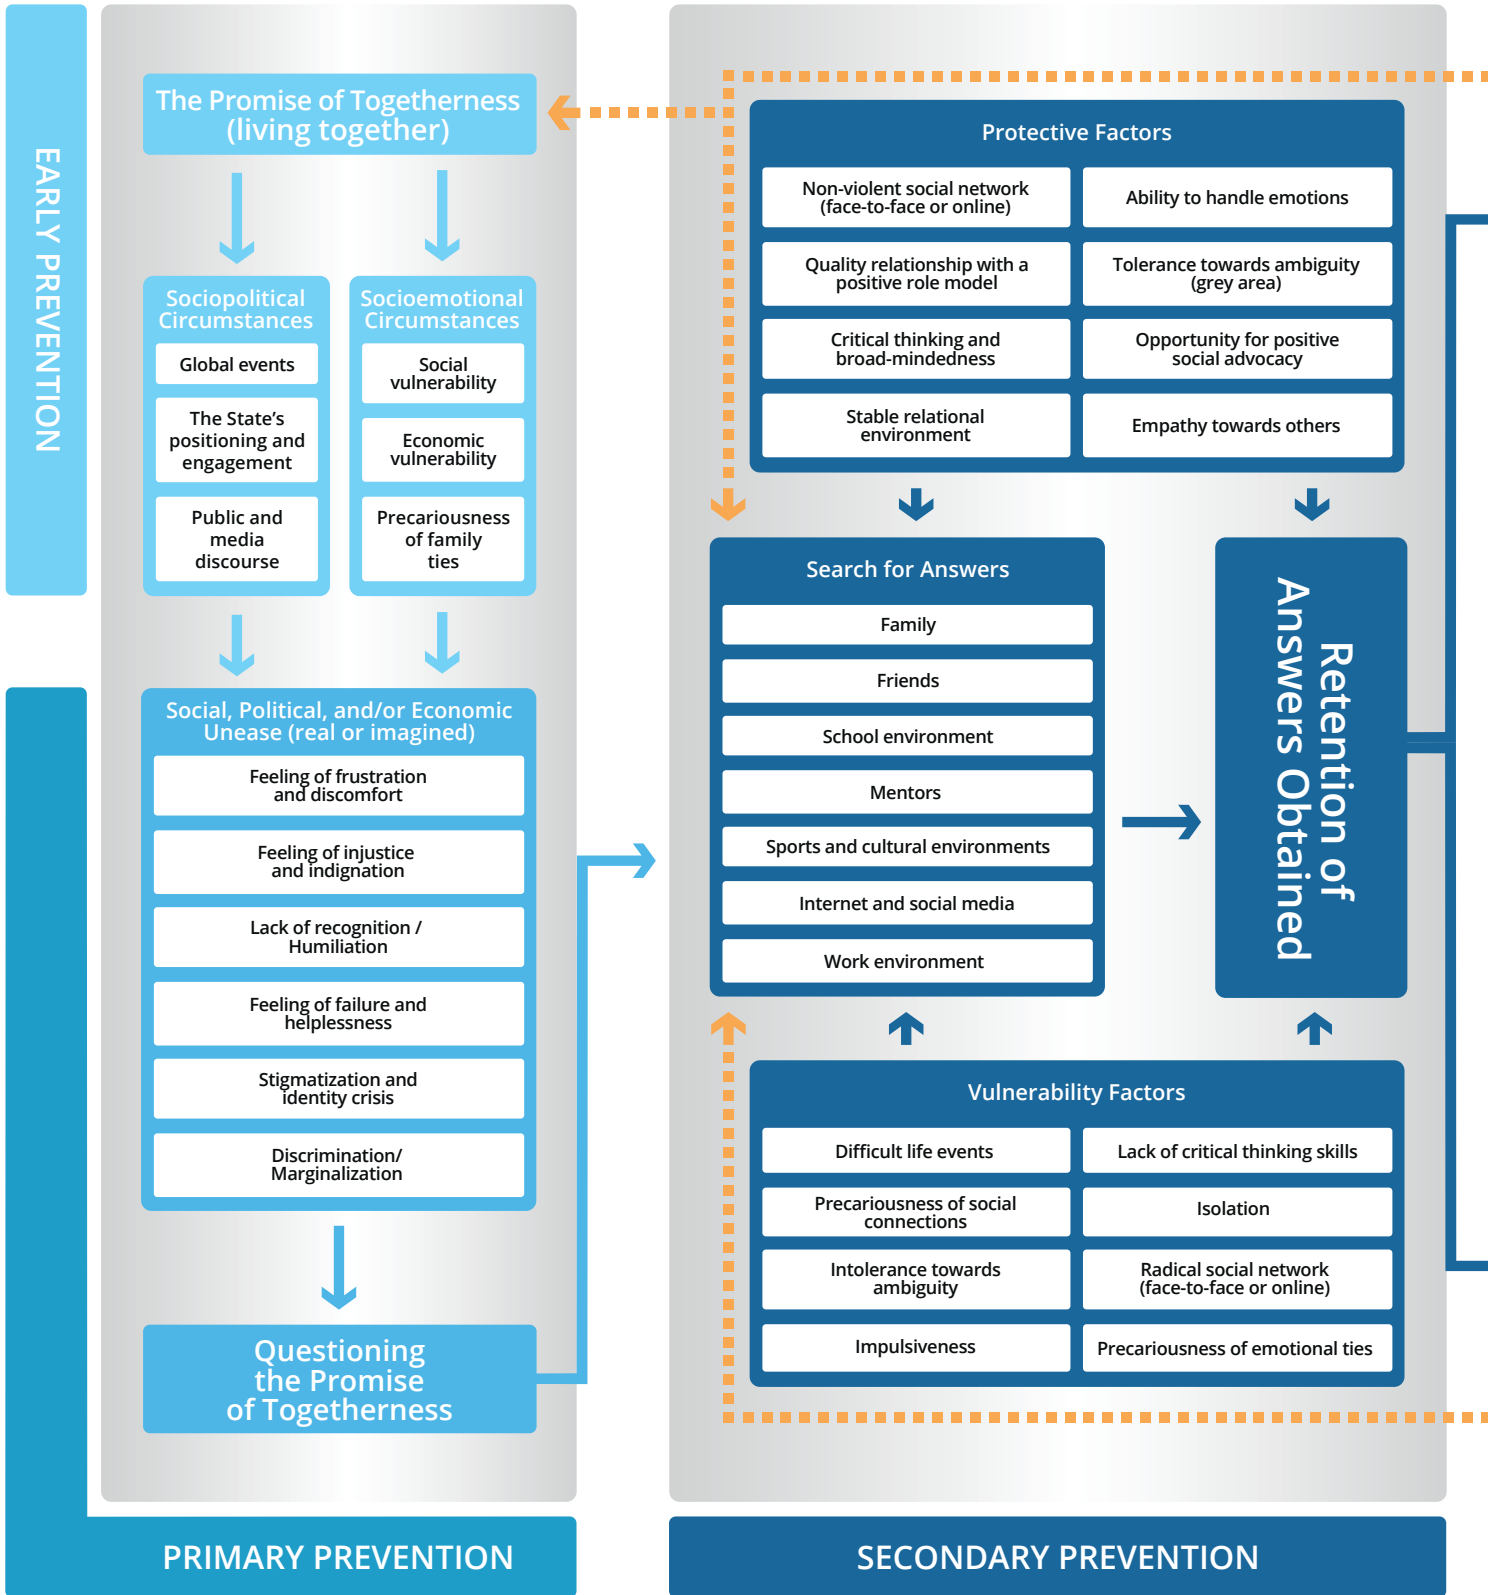 EARLY PREVENTION
The Promise of Togetherness
(living together)
Sociopolitical
Circumstances
Global events
The State’s
positioning and
engagement
Public and
media
discourse
Socioemotional
Circumstances
Social
vulnerability
Economic
vulnerability
Precariousness
of family
ties
Social, Political, and/or Economic
Unease (real or imagined)
Feeling of frustration
and discomfort
Feeling of injustice
and indignation
Lack of recognition /
Humiliation
Feeling of failure and
helplessness
Stigmatization and
identity crisis
Discrimination/
Marginalization
Questioning
the Promise
of Togetherness
PRIMARY PREVENTION
Protective Factors
Non-violent social network
(face-to-face or online)
Ability to handle emotions
Quality relationship with a
positive role model
Tolerance towards ambiguity
(grey area)
Critical thinking and
broad-mindedness
Opportunity for positive
social advocacy
Stable relational
environment
Empathy towards others
Search for Answers
Family
Friends
School environment
Mentors
Sports and cultural environments
Internet and social media
Work environment
Retention of
Answers Obtained
Vulnerability Factors
Difficult life events
Lack of critical thinking skills
Precariousness of social
connections
Isolation
Intolerance towards
ambiguity
Radical social network
(face-to-face or online)
Impulsiveness
Precariousness of emotional ties
SECONDARY PREVENTION